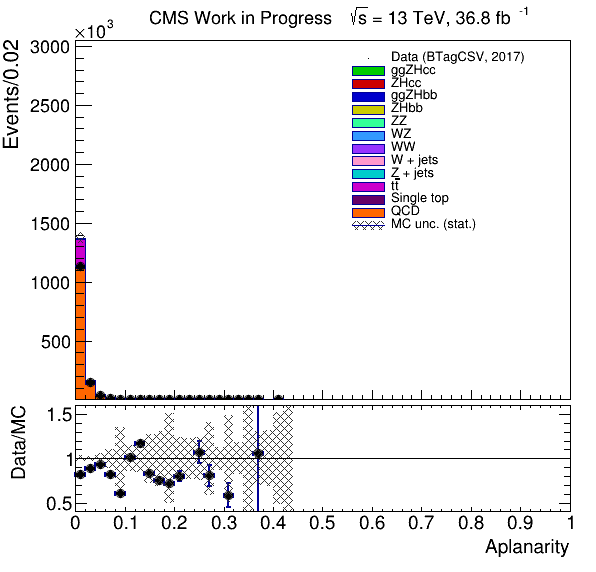 CMS Work in Progress √s = 13 TeV, 36.8 fb⁻¹
×10³
Events/0.02
3000
2500
2000
1500
1000
500
Data (BTagCSV, 2017)
ggZHcc
ZHcc
ggZHbb
ZHbb
ZZ
WZ
WW
W + jets
Z + jets
tt̄
Single top
QCD
MC unc. (stat.)
Data/MC
1.5
1
0.5
0 0.1 0.2 0.3 0.4 0.5 0.6 0.7 0.8 0.9 1
Aplanarity